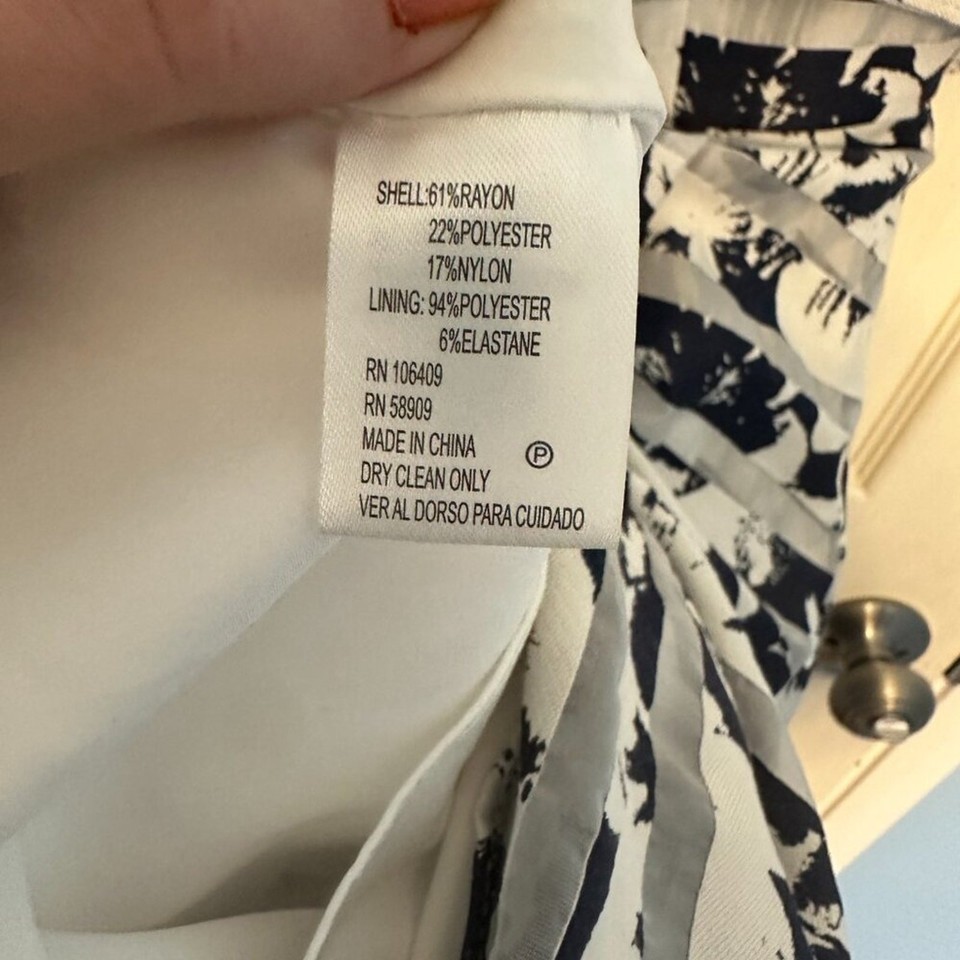 SHELL:61%RAYON
22%POLYESTER
17%NYLON
LINING: 94%POLYESTER
6%ELASTANE
RN 106409
RN 58909
MADE IN CHINA Ⓟ
DRY CLEAN ONLY
VER AL DORSO PARA CUIDADO